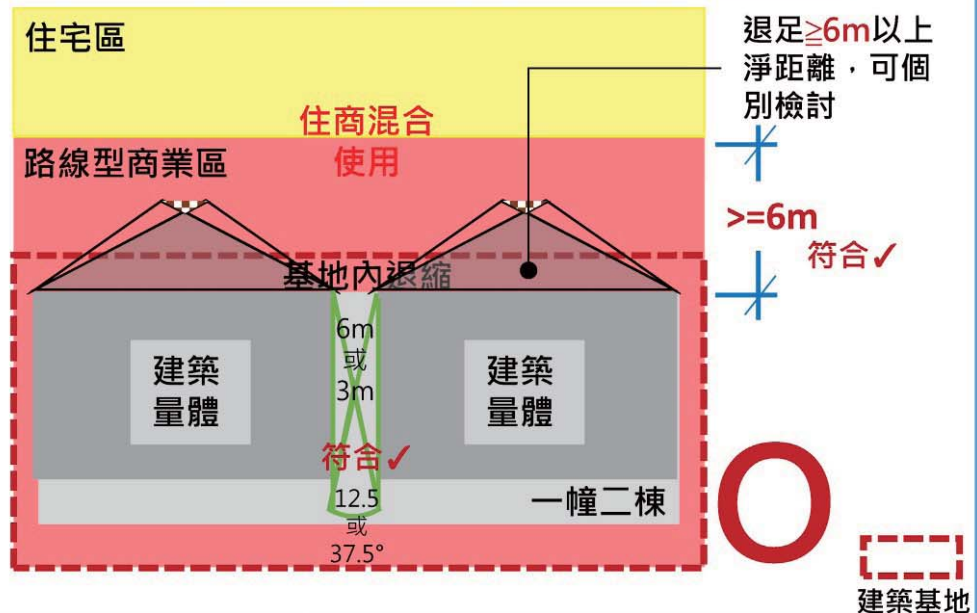 住宅區
退足≧6m以上
淨距離，可個
別檢討
住商混合
使用
路線型商業區
>=6m
符合✓
基地內退縮
6m
或
3m
建築
量體
建築
量體
符合✓
一幢二棟
12.5
或
37.5°
O
建築基地